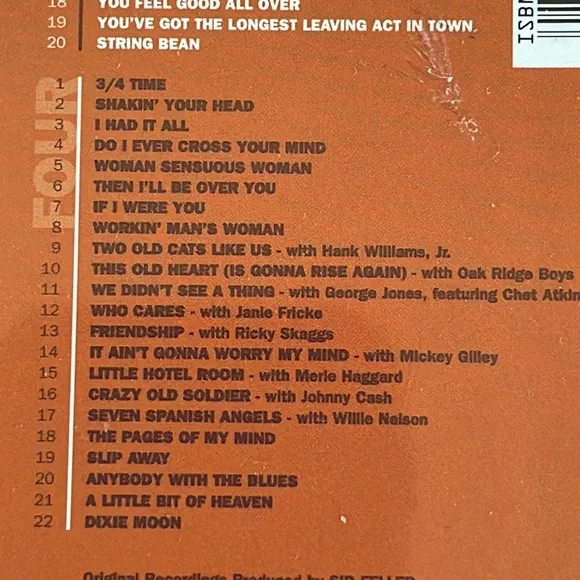 18 YOU FEEL GOOD ALL OVER
19 YOU'VE GOT THE LONGEST LEAVING ACT IN TOWN
20 STRING BEAN
ISBN
FOUR
1 3/4 TIME
2 SHAKIN' YOUR HEAD
3 I HAD IT ALL
4 DO I EVER CROSS YOUR MIND
5 WOMAN SENSUOUS WOMAN
6 THEN I'LL BE OVER YOU
7 IF I WERE YOU
8 WORKIN' MAN'S WOMAN
9 TWO OLD CATS LIKE US - with Hank Williams, Jr.
10 THIS OLD HEART (IS GONNA RISE AGAIN) - with Oak Ridge Boys
11 WE DIDN'T SEE A THING - with George Jones, featuring Chet Atkin
12 WHO CARES - with Janie Fricke
13 FRIENDSHIP - with Ricky Skaggs
14 IT AIN'T GONNA WORRY MY MIND - with Mickey Gilley
15 LITTLE HOTEL ROOM - with Merle Haggard
16 CRAZY OLD SOLDIER - with Johnny Cash
17 SEVEN SPANISH ANGELS - with Willie Nelson
18 THE PAGES OF MY MIND
19 SLIP AWAY
20 ANYBODY WITH THE BLUES
21 A LITTLE BIT OF HEAVEN
22 DIXIE MOON
Original Recordings Produced by SID FELLER